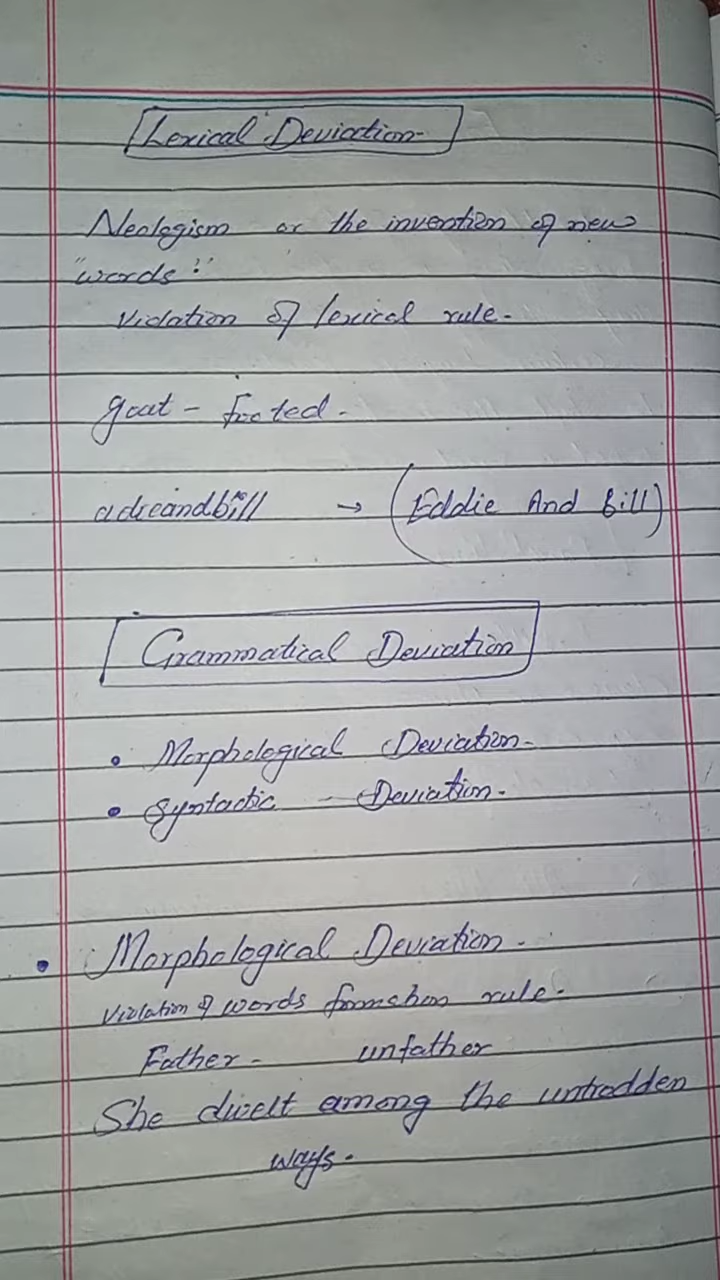 Lexical Deviation
Neologism or the invention of new
"words"
Violation of lexical rule.
goat - footed.
adieandbill → (Eddie And Bill)
Grammatical Deviation
• Morphological Deviation.
• Syntactic - Deviation.
• Morphological Deviation.
Violation of words formation rule.
Father - unfather
She dwelt among the untrodden
ways.